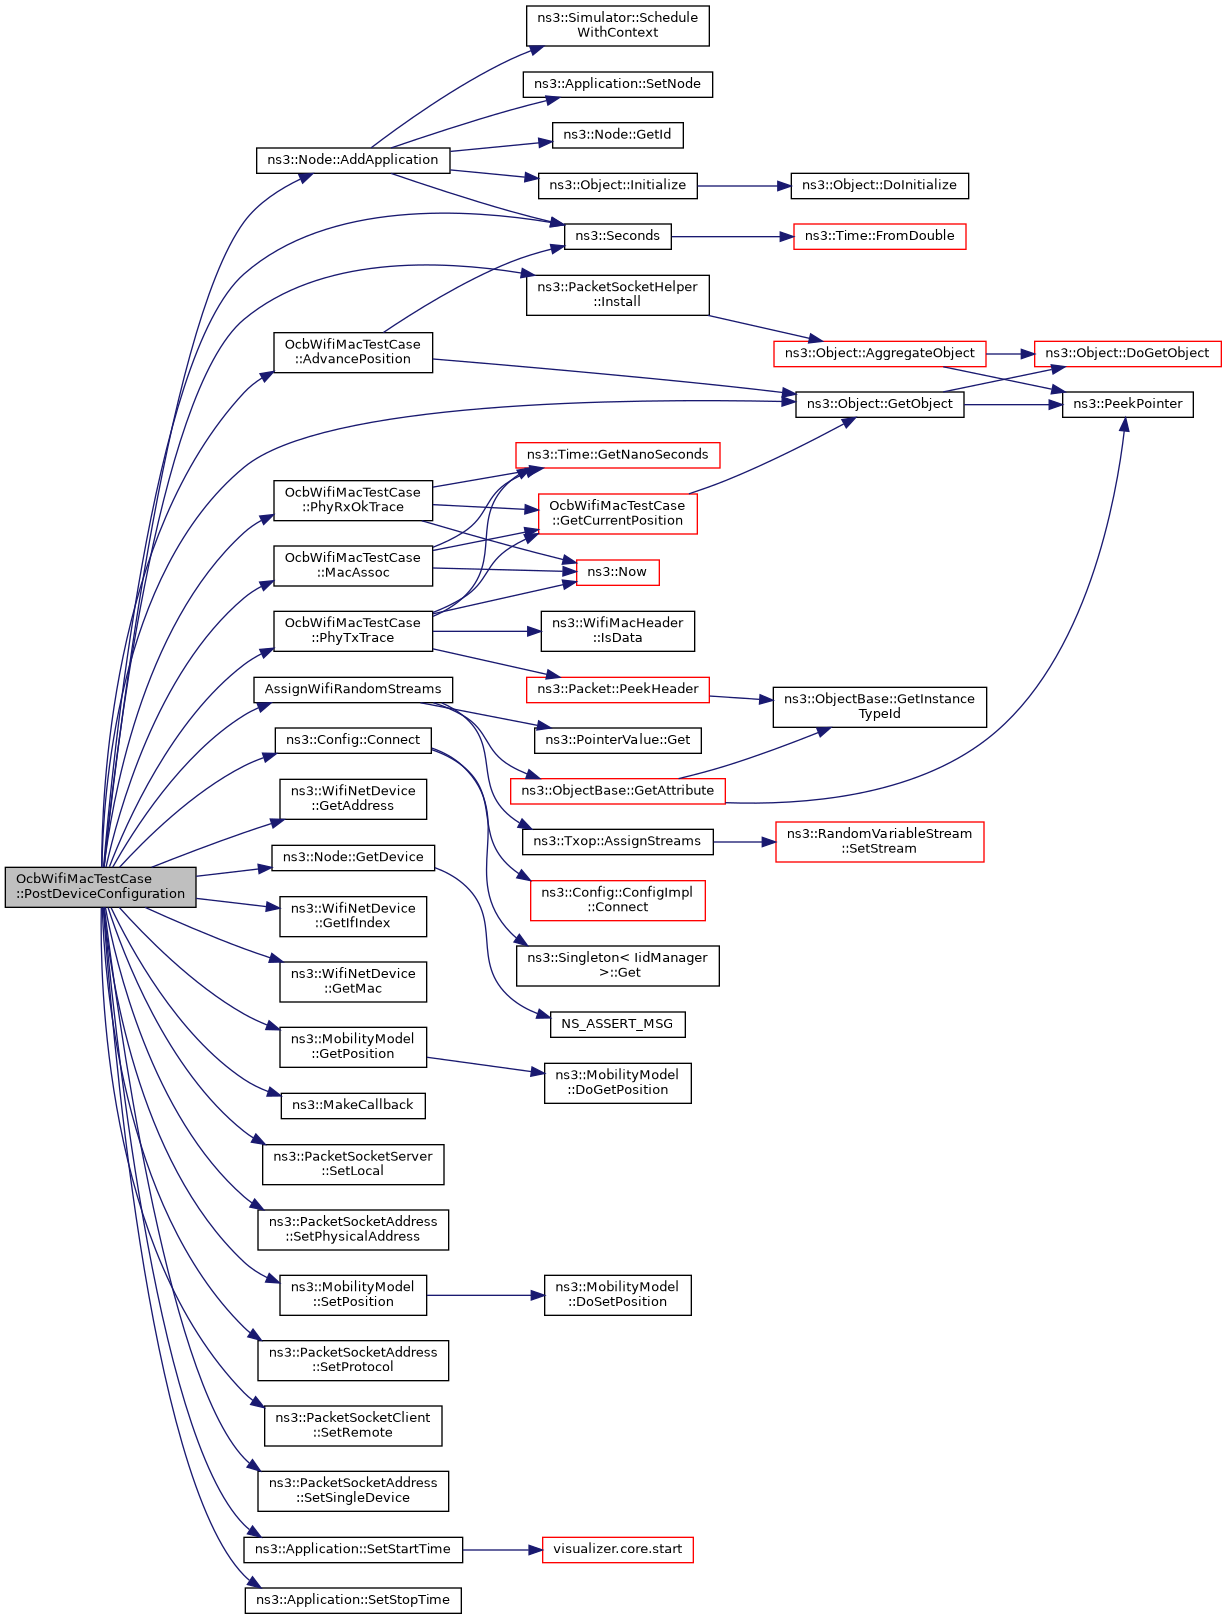 ns3::Simulator::Schedule
WithContext
ns3::Application::SetNode
ns3::Node::GetId
ns3::Node::AddApplication
ns3::Object::Initialize
ns3::Object::DoInitialize
ns3::Seconds
ns3::Time::FromDouble
ns3::PacketSocketHelper
::Install
OcbWifiMacTestCase
::AdvancePosition
ns3::Object::AggregateObject
ns3::Object::DoGetObject
ns3::Object::GetObject
ns3::PeekPointer
ns3::Time::GetNanoSeconds
OcbWifiMacTestCase
::PhyRxOkTrace
OcbWifiMacTestCase
::GetCurrentPosition
OcbWifiMacTestCase
::MacAssoc
ns3::Now
OcbWifiMacTestCase
::PhyTxTrace
ns3::WifiMacHeader
::IsData
AssignWifiRandomStreams
ns3::Packet::PeekHeader
ns3::ObjectBase::GetInstance
TypeId
ns3::Config::Connect
ns3::PointerValue::Get
ns3::WifiNetDevice
::GetAddress
ns3::ObjectBase::GetAttribute
ns3::Txop::AssignStreams
ns3::RandomVariableStream
::SetStream
ns3::Node::GetDevice
OcbWifiMacTestCase
::PostDeviceConfiguration
ns3::Config::ConfigImpl
::Connect
ns3::WifiNetDevice
::GetIfIndex
ns3::Singleton< IidManager
>::Get
ns3::WifiNetDevice
::GetMac
NS_ASSERT_MSG
ns3::MobilityModel
::GetPosition
ns3::MobilityModel
::DoGetPosition
ns3::MakeCallback
ns3::PacketSocketServer
::SetLocal
ns3::PacketSocketAddress
::SetPhysicalAddress
ns3::MobilityModel
::SetPosition
ns3::MobilityModel
::DoSetPosition
ns3::PacketSocketAddress
::SetProtocol
ns3::PacketSocketClient
::SetRemote
ns3::PacketSocketAddress
::SetSingleDevice
ns3::Application::SetStartTime
visualizer.core.start
ns3::Application::SetStopTime